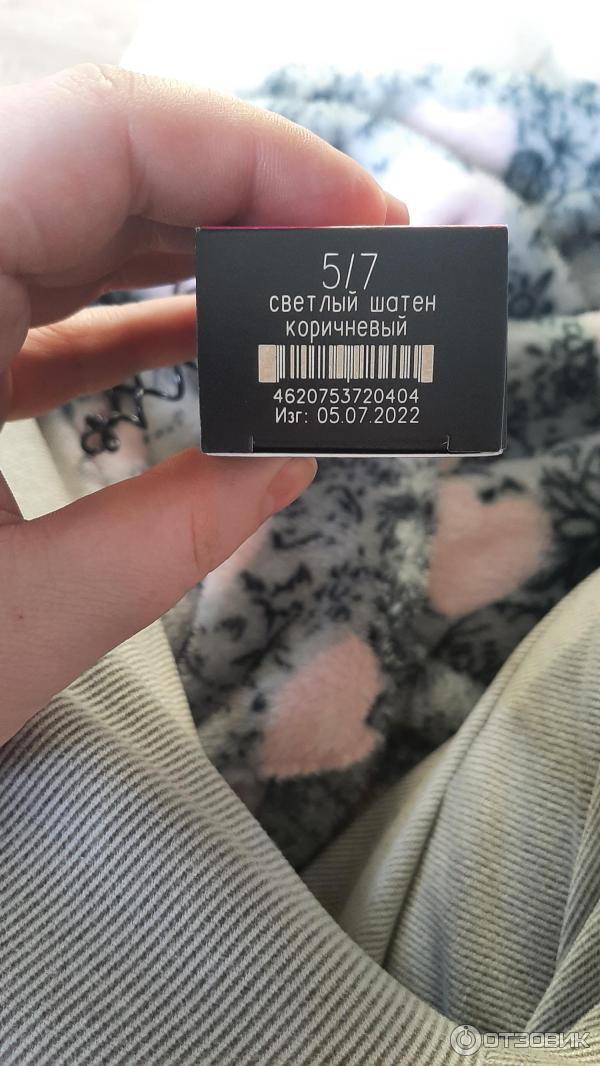 5/7
светлый шатен
коричневый
4620753720404
Изг: 05.07.2022
ОТЗОВИК